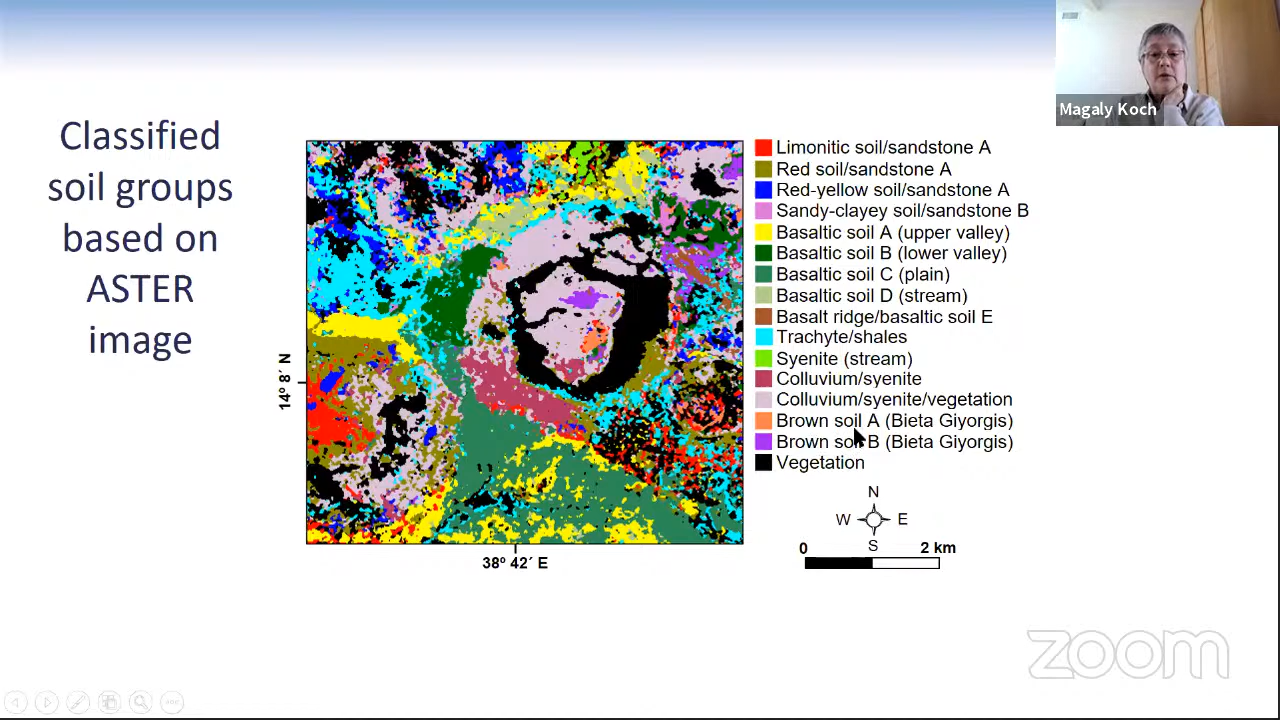 Magaly Koch
Classified
soil groups
based on
ASTER
image
Limonitic soil/sandstone A
Red soil/sandstone A
Red-yellow soil/sandstone A
Sandy-clayey soil/sandstone B
Basaltic soil A (upper valley)
Basaltic soil B (lower valley)
Basaltic soil C (plain)
Basaltic soil D (stream)
Basalt ridge/basaltic soil E
Trachyte/shales
Syenite (stream)
Colluvium/syenite
Colluvium/syenite/vegetation
Brown soil A (Bieta Giyorgis)
Brown soil B (Bieta Giyorgis)
Vegetation
14º 8′ N
38º 42′ E
N
W E
S
0 2 km
zoom